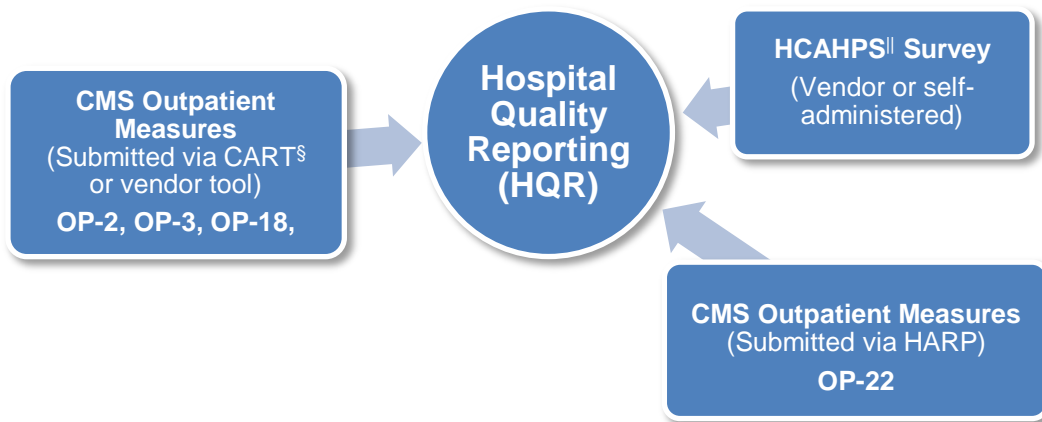 CMS Outpatient
Measures
(Submitted via CART§
or vendor tool)
OP-2, OP-3, OP-18,
Hospital
Quality
Reporting
(HQR)
HCAHPS|| Survey
(Vendor or self-
administered)
CMS Outpatient Measures
(Submitted via HARP)
OP-22